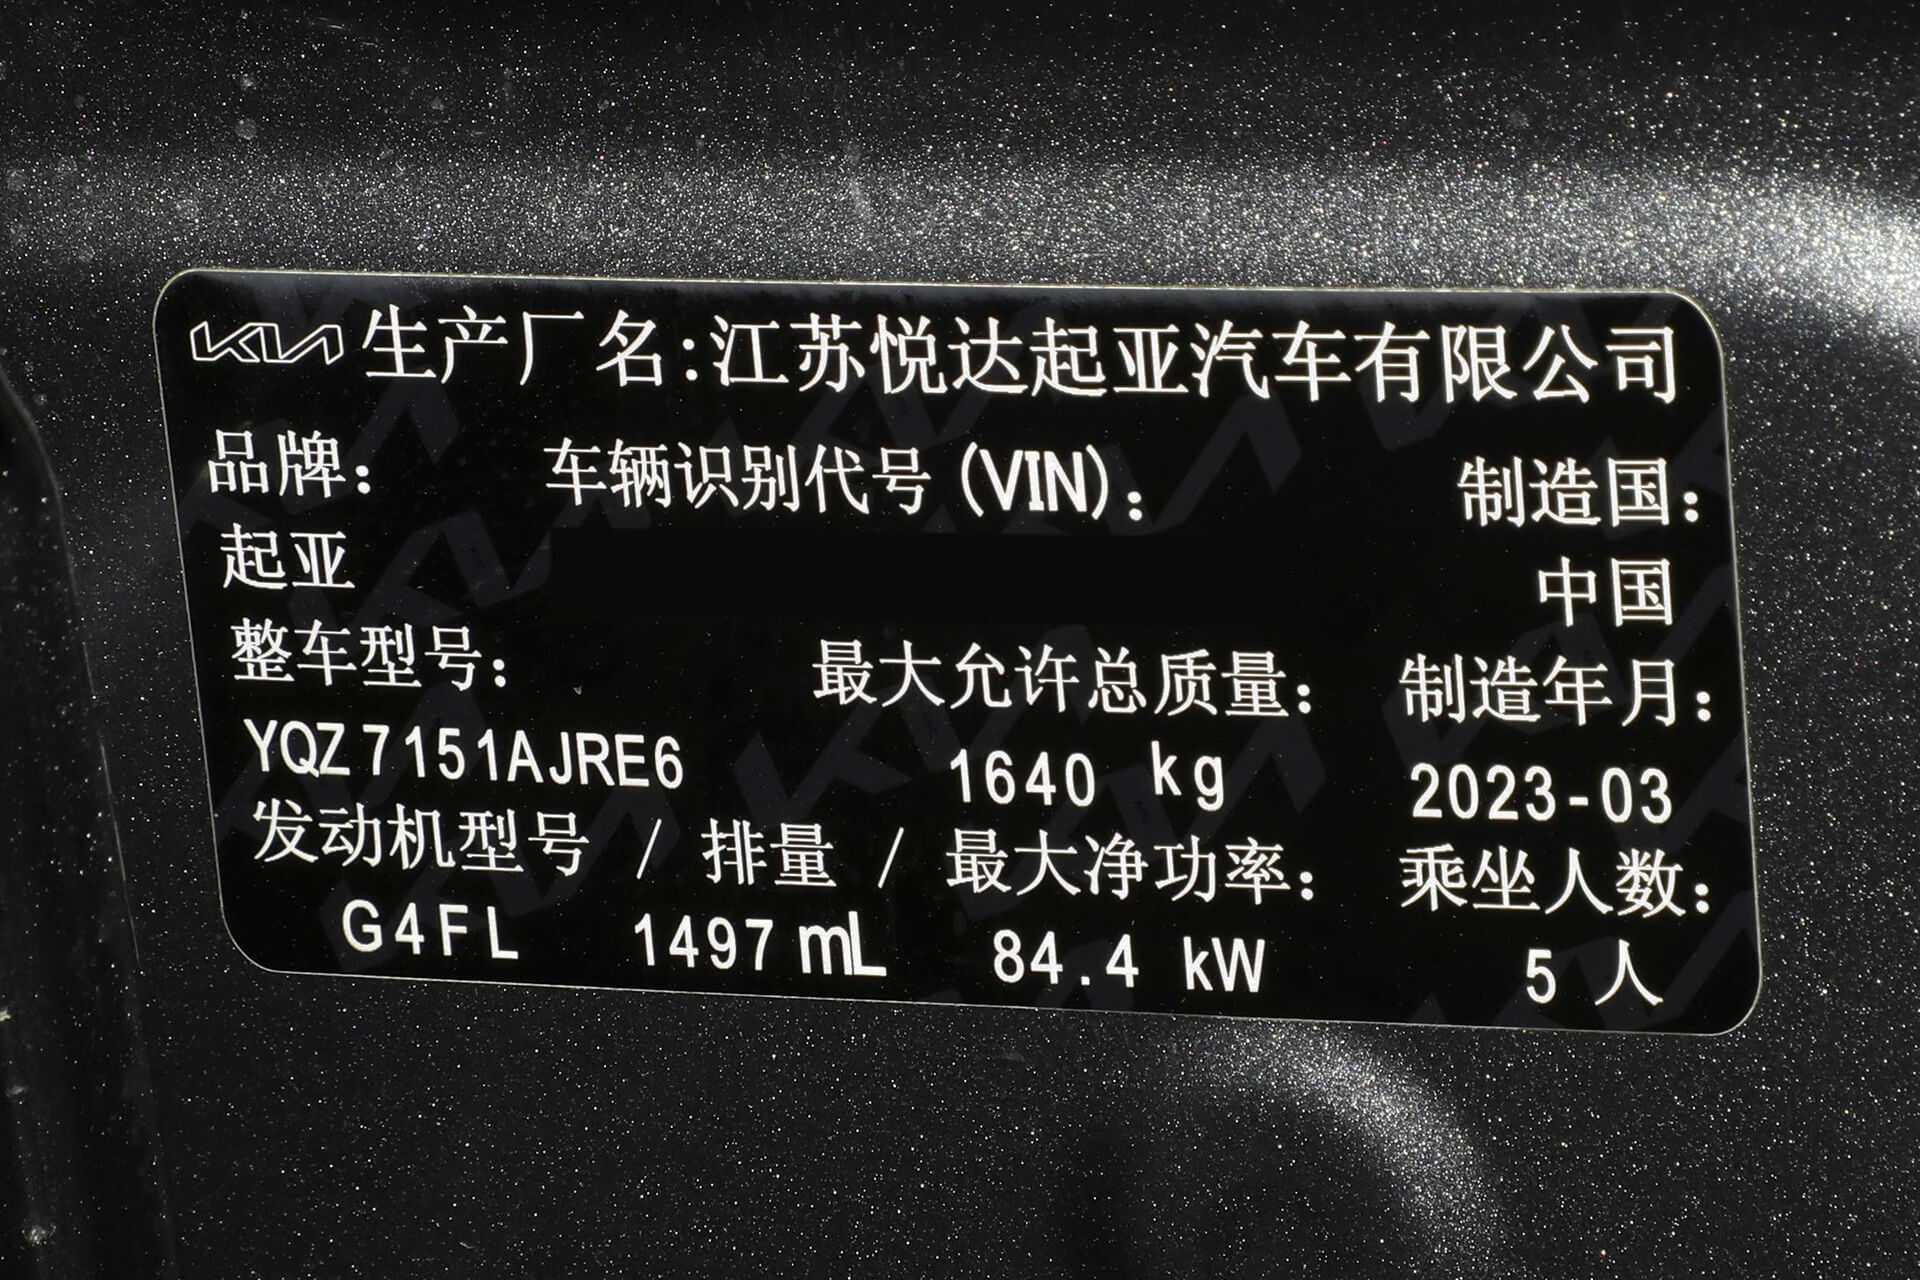 KIA 生产厂名:江苏悦达起亚汽车有限公司
品牌: 车辆识别代号(VIN): 制造国:
起亚 中国
整车型号: 最大允许总质量: 制造年月:
YQZ7151AJRE6 1640 kg 2023-03
发动机型号 / 排量 / 最大净功率: 乘坐人数:
G4FL 1497 mL 84.4 kW 5 人